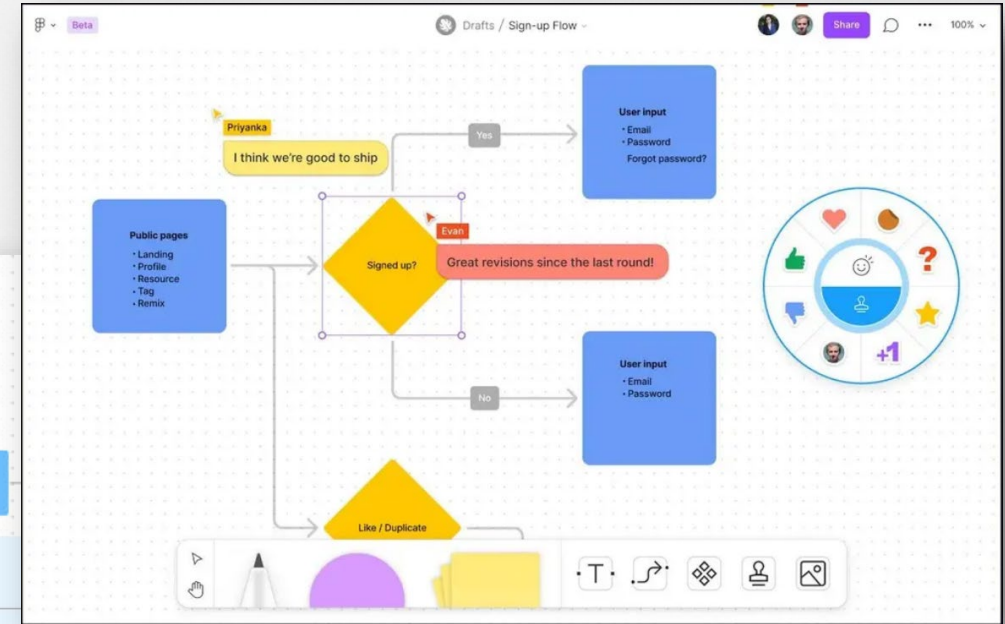 Beta
Drafts / Sign-up Flow
Share
100%
Priyanka
I think we're good to ship
Yes
User input
• Email
• Password
Forgot password?
Public pages
• Landing
• Profile
• Resource
• Tag
• Remix
Signed up?
Evan
Great revisions since the last round!
?
+1
No
User input
• Email
• Password
Like / Duplicate
T